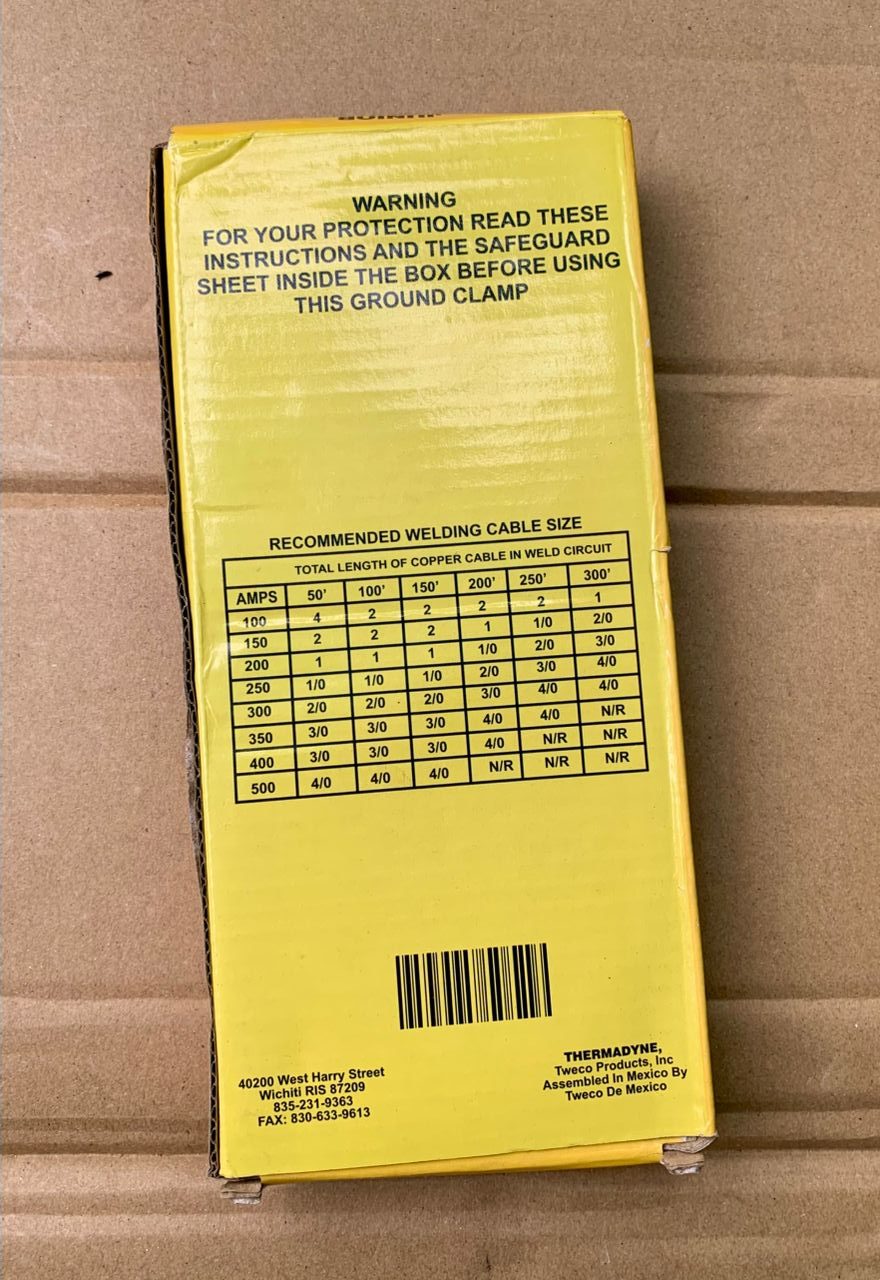 JUNIOR
WARNING
FOR YOUR PROTECTION READ THESE
INSTRUCTIONS AND THE SAFEGUARD
SHEET INSIDE THE BOX BEFORE USING
THIS GROUND CLAMP
RECOMMENDED WELDING CABLE SIZE
TOTAL LENGTH OF COPPER CABLE IN WELD CIRCUIT
AMPS 50' 100' 150' 200' 250' 300'
100 4 2 2 2 2 1
150 2 2 2 1 1/0 2/0
200 1 1 1 1/0 2/0 3/0
250 1/0 1/0 1/0 2/0 3/0 4/0
300 2/0 2/0 2/0 3/0 4/0 4/0
350 3/0 3/0 3/0 4/0 4/0 N/R
400 3/0 3/0 3/0 4/0 N/R N/R
500 4/0 4/0 4/0 N/R N/R N/R
40200 West Harry Street
Wichiti RIS 87209
835-231-9363
FAX: 830-633-9613
THERMADYNE,
Tweco Products, Inc
Assembled In Mexico By
Tweco De Mexico